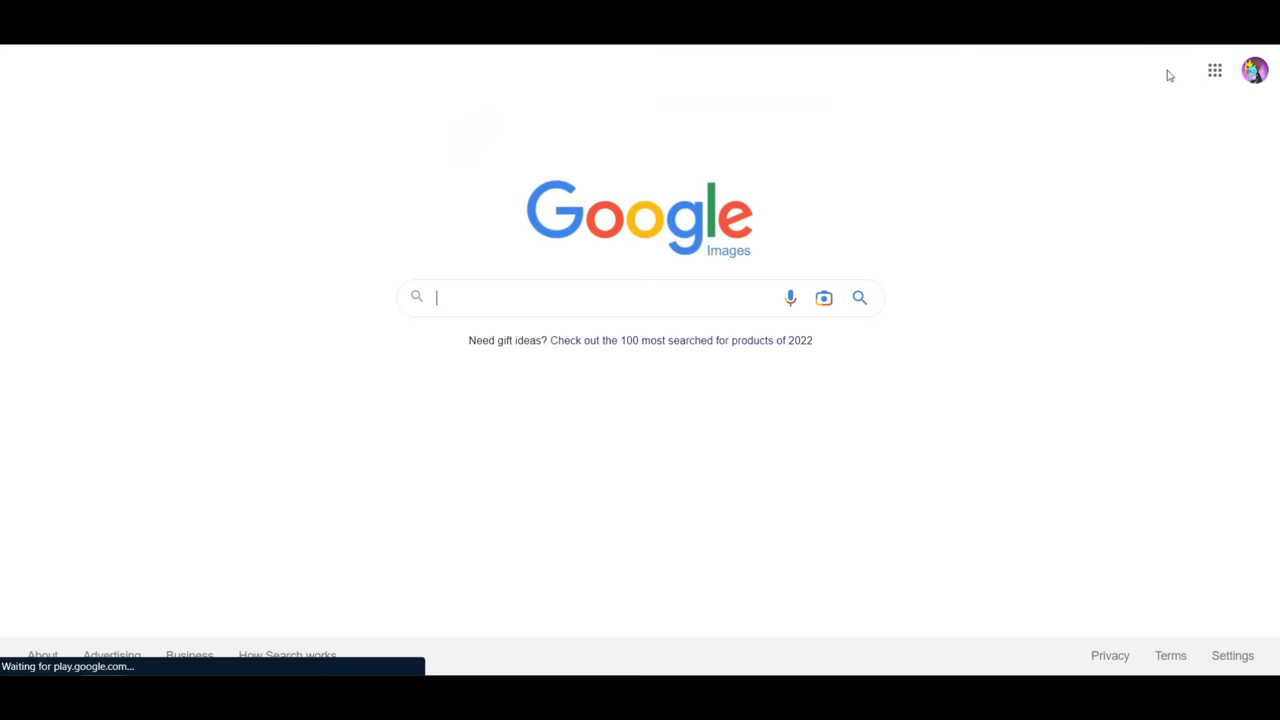 Google
Images
Need gift ideas? Check out the 100 most searched for products of 2022
About Advertising Business How Search works
Privacy Terms Settings
Waiting for play.google.com...